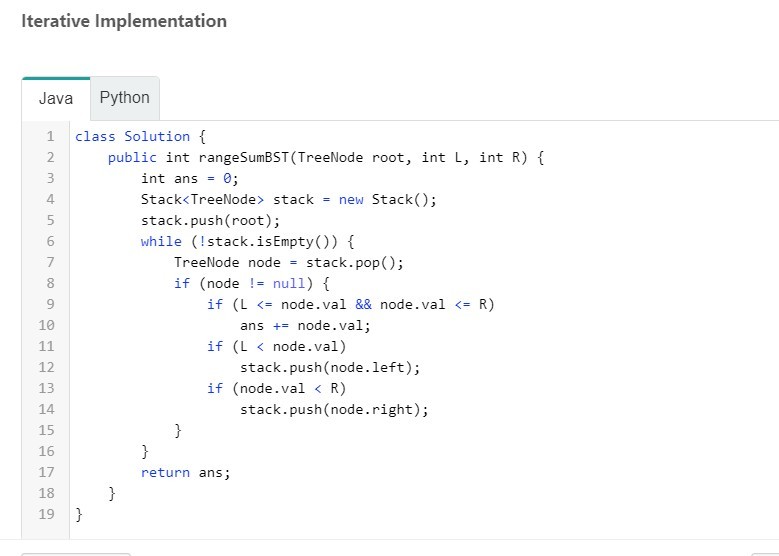 Iterative Implementation
Java Python
1 class Solution {
2     public int rangeSumBST(TreeNode root, int L, int R) {
3         int ans = 0;
4         Stack<TreeNode> stack = new Stack();
5         stack.push(root);
6         while (!stack.isEmpty()) {
7             TreeNode node = stack.pop();
8             if (node != null) {
9                 if (L <= node.val && node.val <= R)
10                     ans += node.val;
11                 if (L < node.val)
12                     stack.push(node.left);
13                 if (node.val < R)
14                     stack.push(node.right);
15             }
16         }
17         return ans;
18     }
19 }